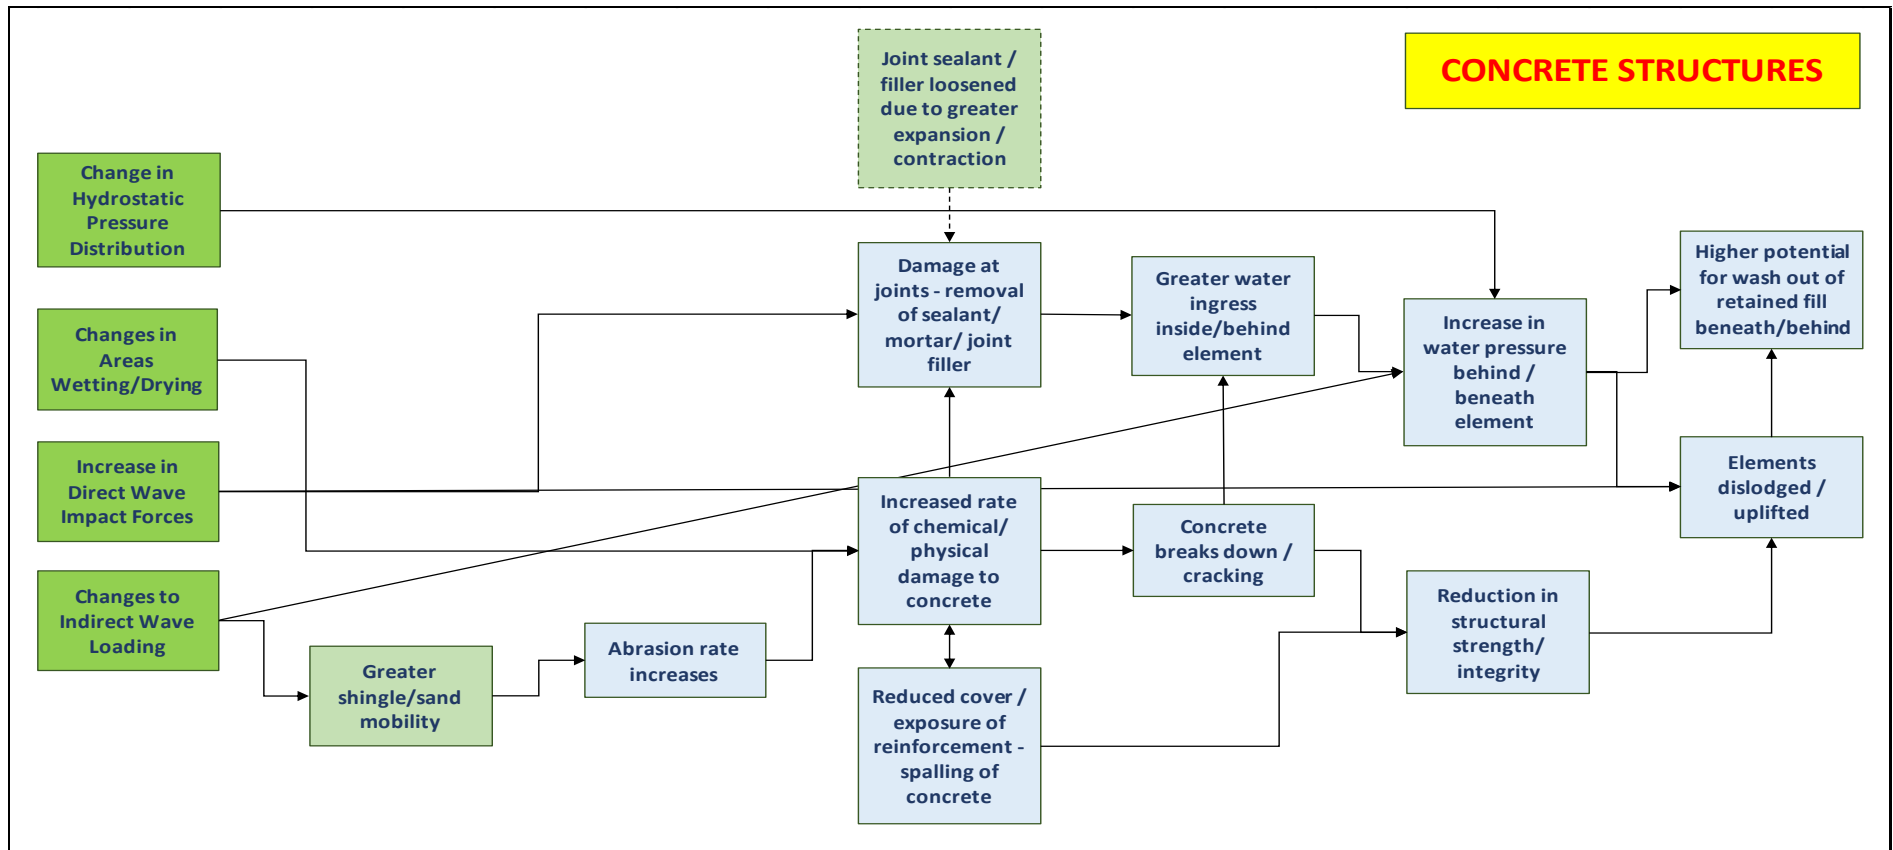 CONCRETE STRUCTURES
Joint sealant /
filler loosened
due to greater
expansion /
contraction
Change in
Hydrostatic
Pressure
Distribution
Changes in
Areas
Wetting/Drying
Increase in
Direct Wave
Impact Forces
Changes to
Indirect Wave
Loading
Greater
shingle/sand
mobility
Abrasion rate
increases
Damage at
joints - removal
of sealant/
mortar/ joint
filler
Increased rate
of chemical/
physical
damage to
concrete
Reduced cover /
exposure of
reinforcement -
spalling of
concrete
Greater water
ingress
inside/behind
element
Concrete
breaks down /
cracking
Increase in
water pressure
behind /
beneath
element
Reduction in
structural
strength/
integrity
Higher potential
for wash out of
retained fill
beneath/behind
Elements
dislodged /
uplifted